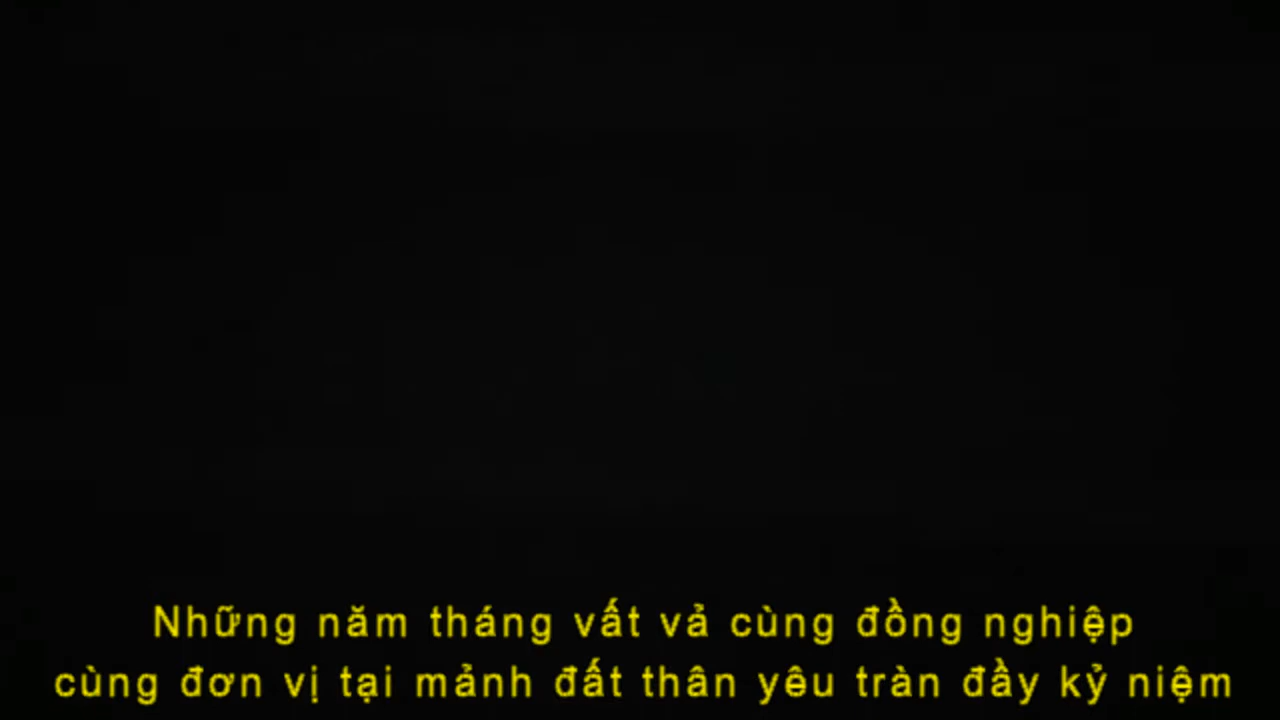 Những năm tháng vất vả cùng đồng nghiệp
cùng đơn vị tại mảnh đất thân yêu tràn đầy kỷ niệm